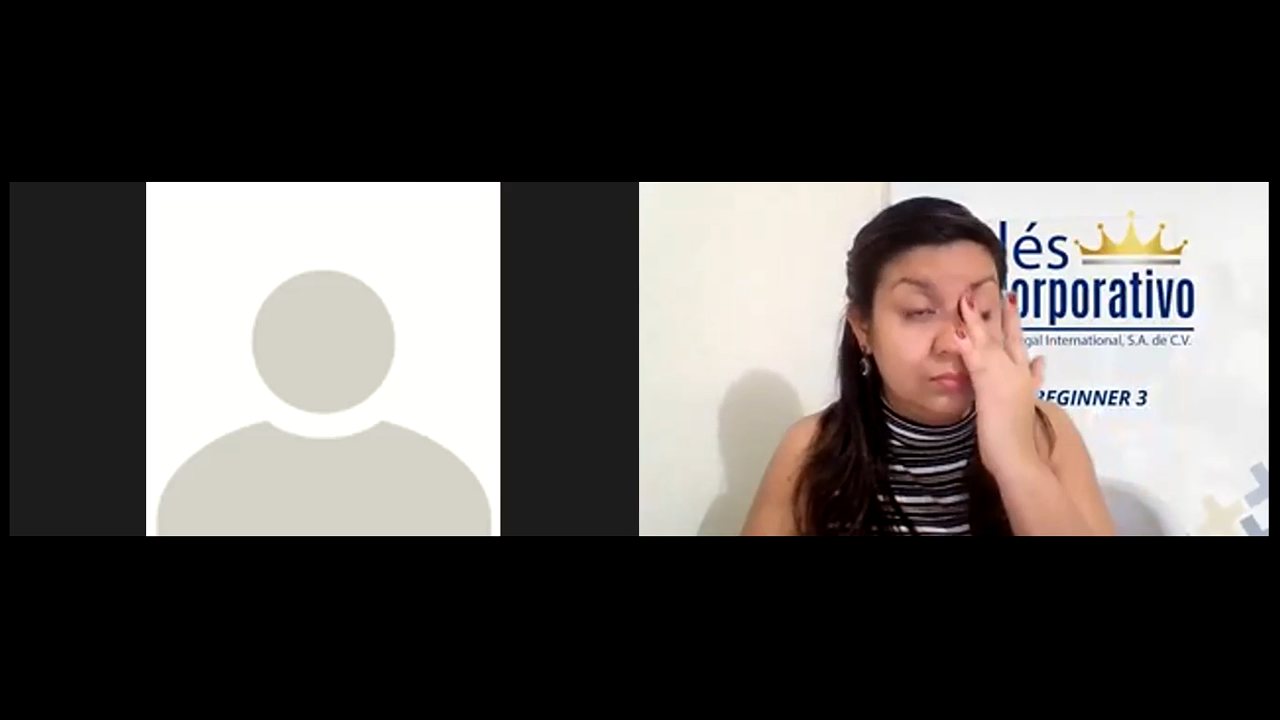 lés
orporativo
gal International, S.A. de C.V.
BEGINNER 3